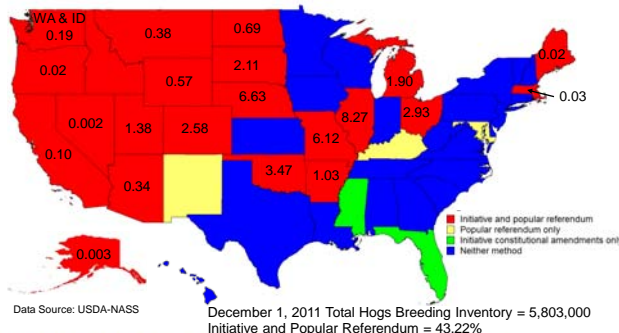 WA & ID
0.19
0.38
0.69
0.02
0.02
0.57
2.11
1.90
0.03
6.63
0.002
1.38
2.58
8.27
2.93
0.10
6.12
0.34
3.47
1.03
Initiative and popular referendum
Popular referendum only
Initiative constitutional amendments only
Neither method
0.003
Data Source: USDA-NASS
December 1, 2011 Total Hogs Breeding Inventory = 5,803,000
Initiative and Popular Referendum = 43.22%